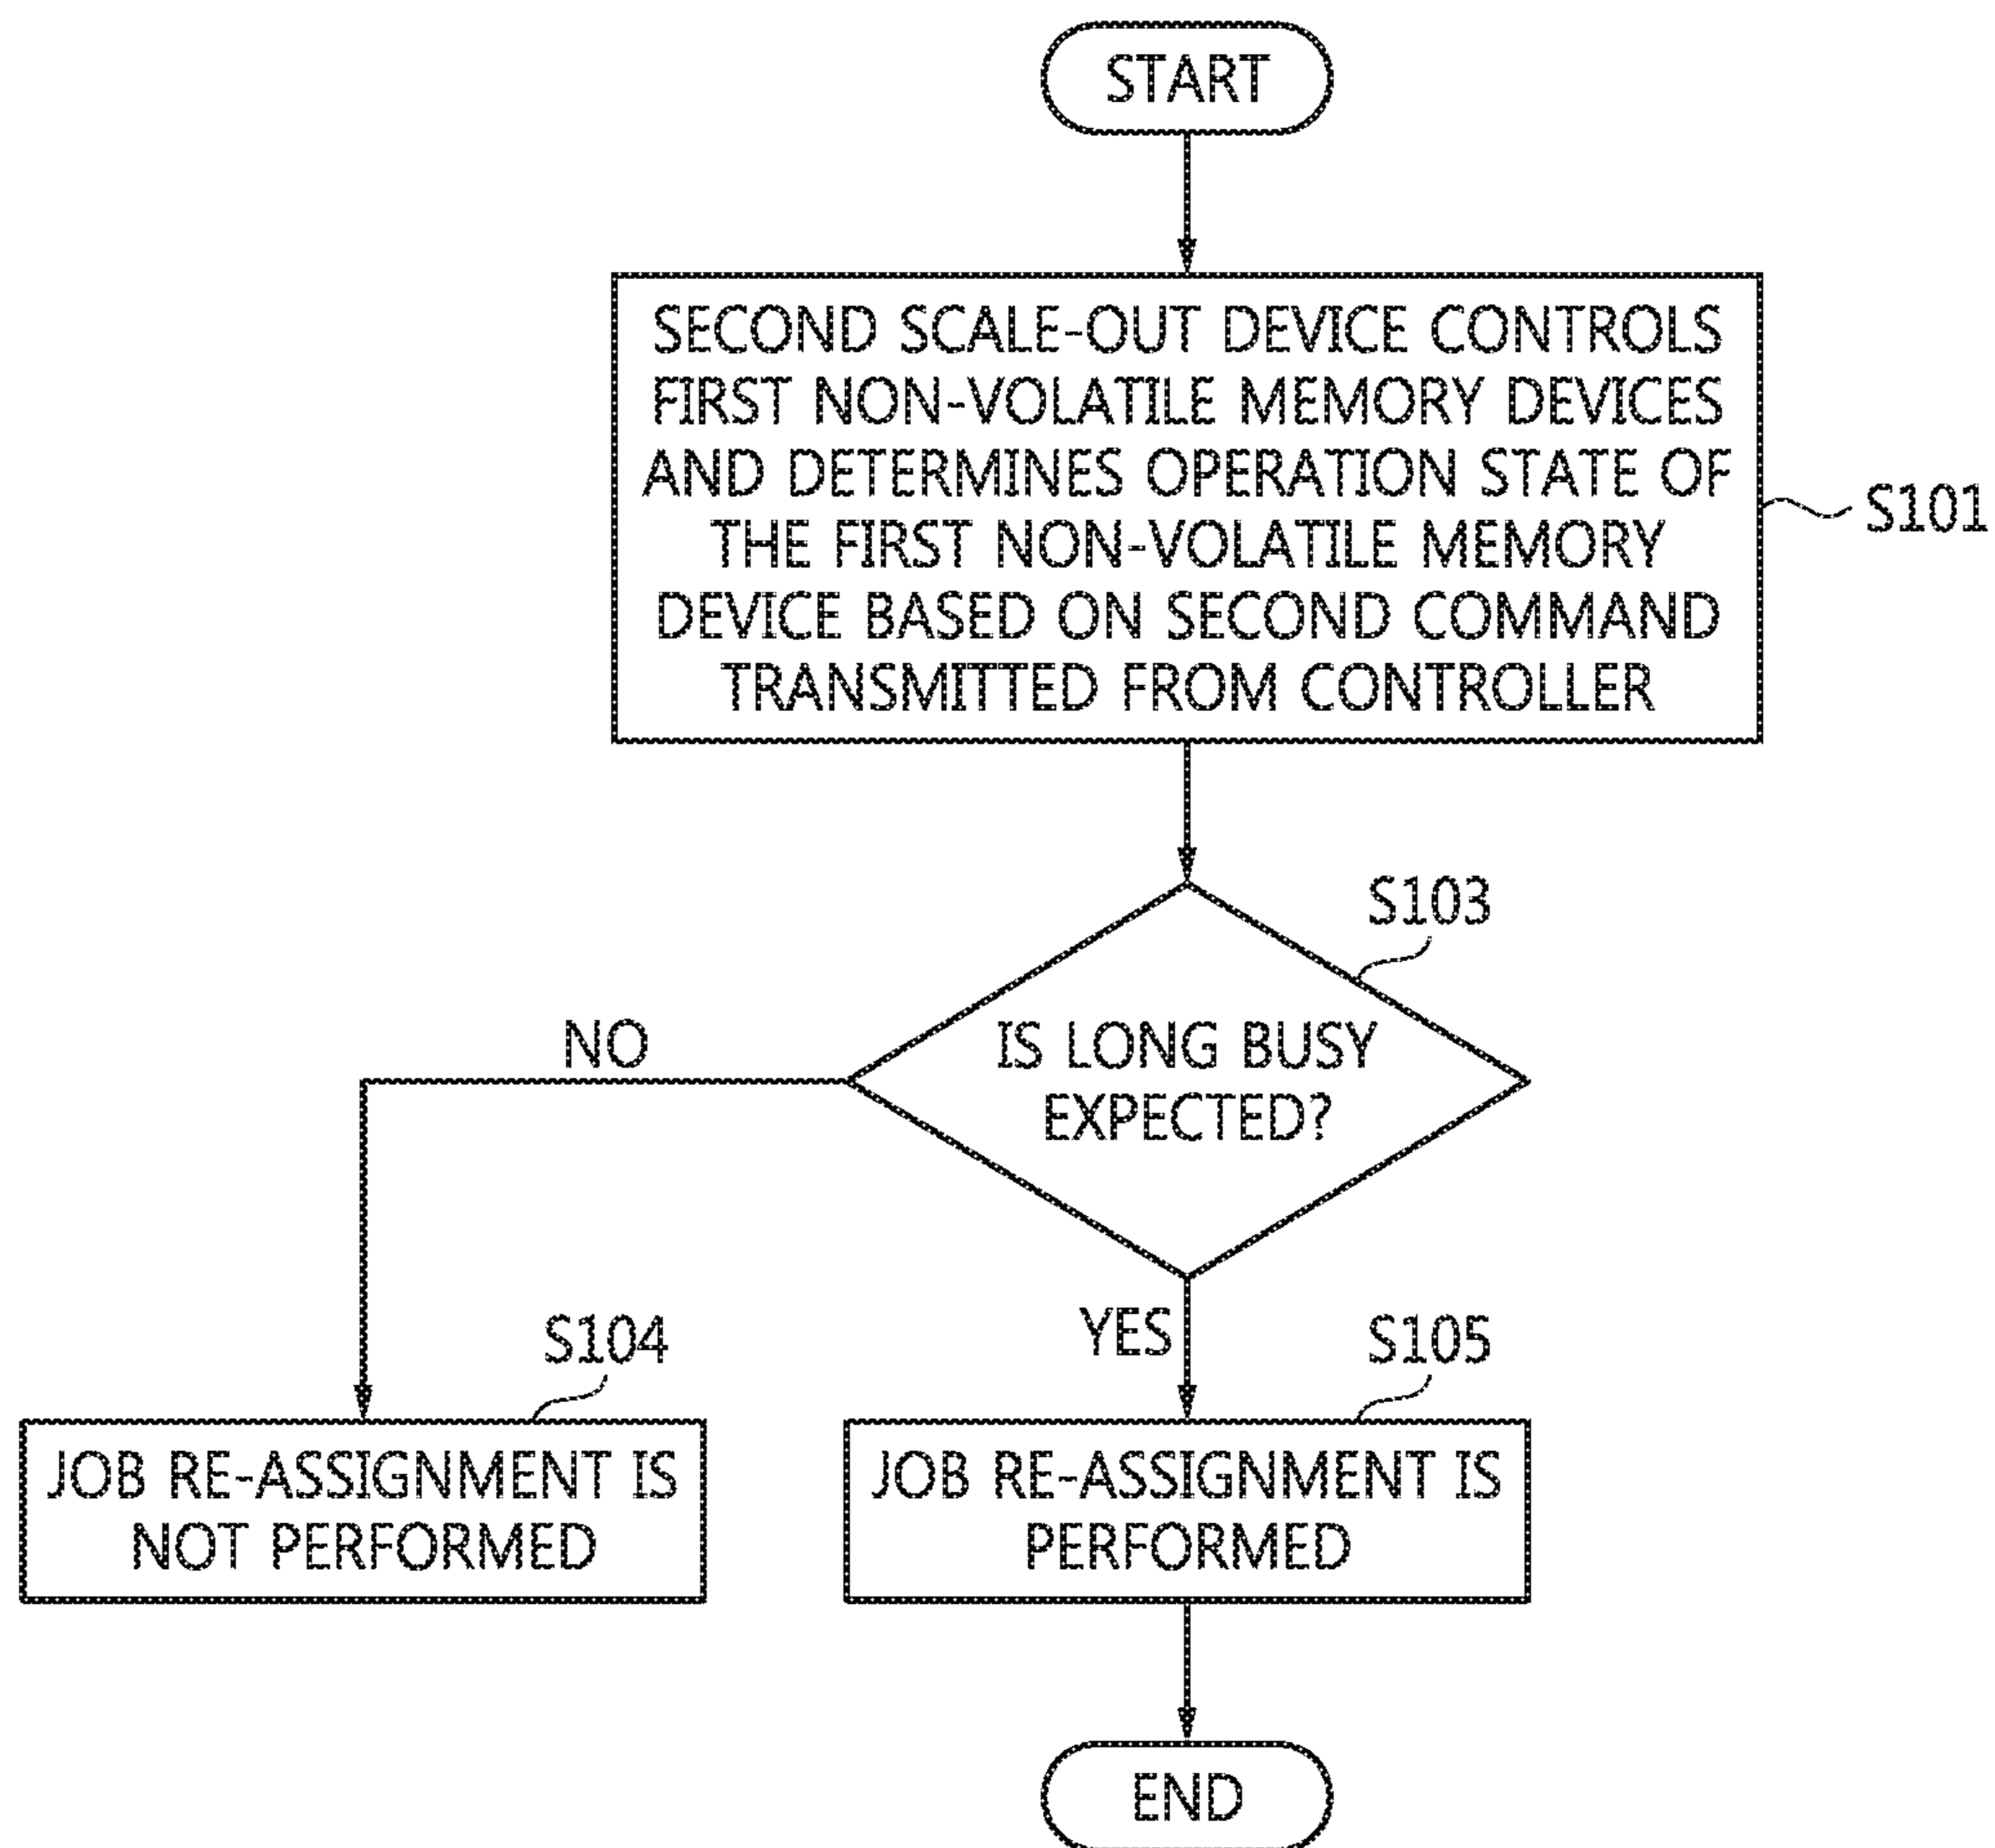 START
SECOND SCALE-OUT DEVICE CONTROLS
FIRST NON-VOLATILE MEMORY DEVICES
AND DETERMINES OPERATION STATE OF
THE FIRST NON-VOLATILE MEMORY
DEVICE BASED ON SECOND COMMAND
TRANSMITTED FROM CONTROLLER
S101
S103
IS LONG BUSY
EXPECTED?
NO
YES
S104
JOB RE-ASSIGNMENT IS
NOT PERFORMED
S105
JOB RE-ASSIGNMENT IS
PERFORMED
END